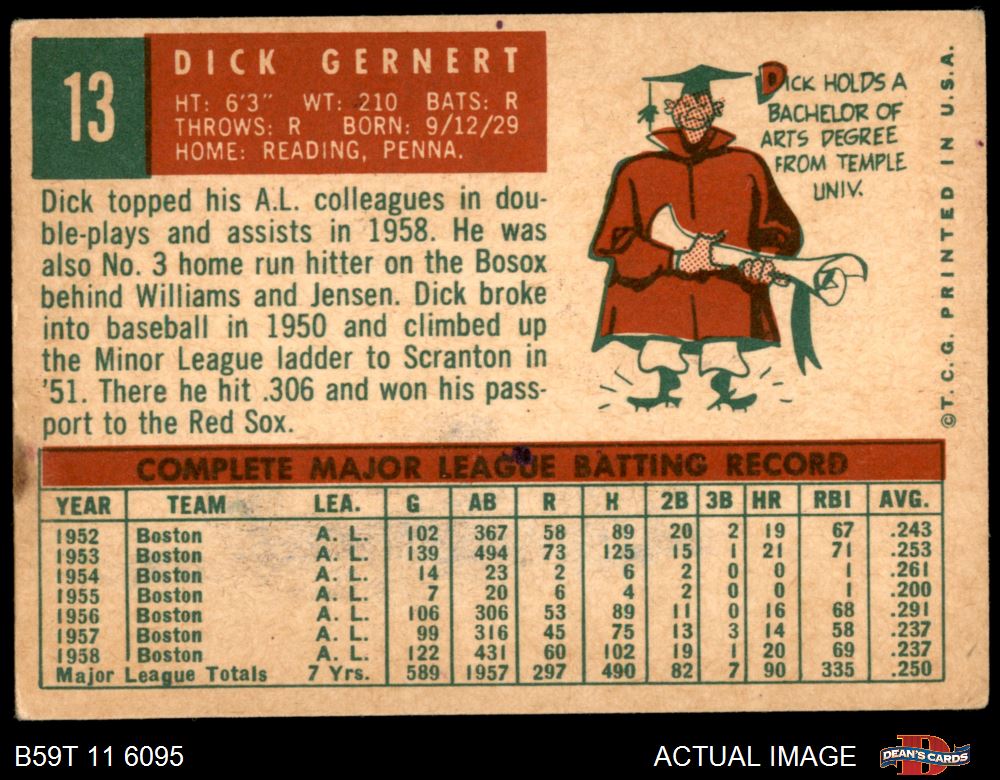 13
DICK GERNERT
HT: 6'3" WT: 210 BATS: R
THROWS: R BORN: 9/12/29
HOME: READING, PENNA.
DICK HOLDS A
BACHELOR OF
ARTS DEGREE
FROM TEMPLE
UNIV.
Dick topped his A.L. colleagues in dou-
ble-plays and assists in 1958. He was
also No. 3 home run hitter on the Bosox
behind Williams and Jensen. Dick broke
into baseball in 1950 and climbed up
the Minor League ladder to Scranton in
'51. There he hit .306 and won his pass-
port to the Red Sox.
©T.C.G. PRINTED IN U.S.A.
COMPLETE MAJOR LEAGUE BATTING RECORD
YEAR TEAM LEA. G AB R H 2B 3B HR RBI AVG.
1952 Boston A. L. 102 367 58 89 20 2 19 67 .243
1953 Boston A. L. 139 494 73 125 15 1 21 71 .253
1954 Boston A. L. 14 23 2 6 2 0 0 1 .261
1955 Boston A. L. 7 20 6 4 2 0 0 1 .200
1956 Boston A. L. 106 306 53 89 11 0 16 68 .291
1957 Boston A. L. 99 316 45 75 13 3 14 58 .237
1958 Boston A. L. 122 431 60 102 19 1 20 69 .237
Major League Totals 7 Yrs. 589 1957 297 490 82 7 90 335 .250
B59T 11 6095
ACTUAL IMAGE
D
DEAN'S CARDS